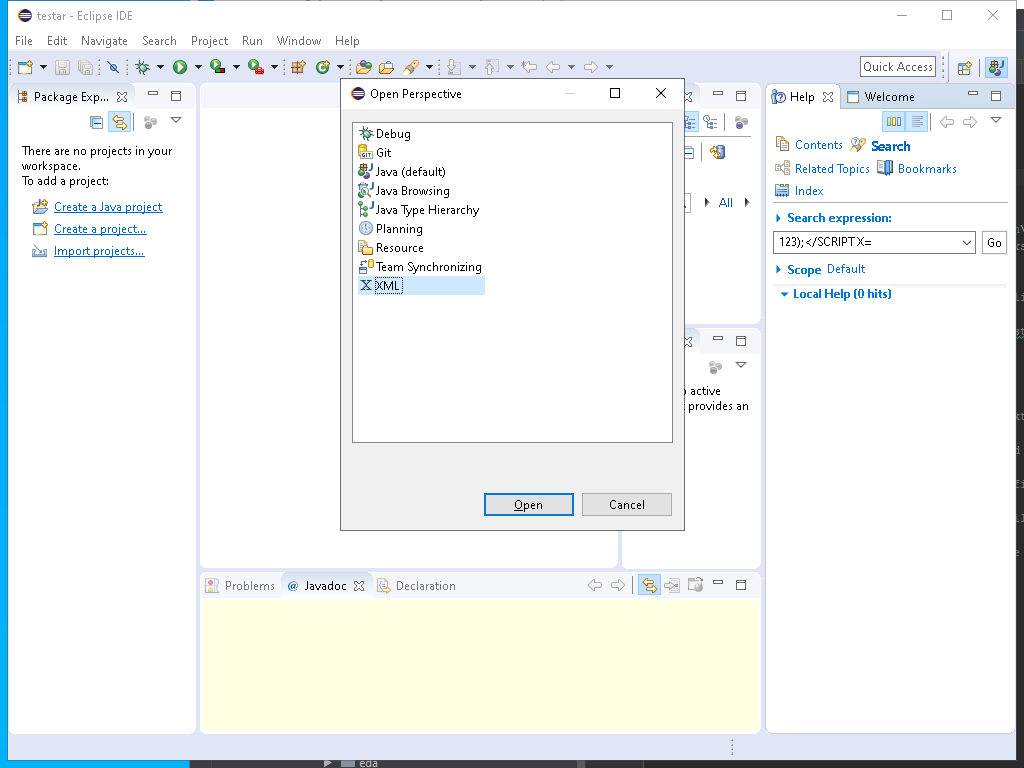 testar - Eclipse IDE
File Edit Navigate Search Project Run Window Help
Quick Access
Package Exp...
There are no projects in your
workspace.
To add a project:
Create a Java project
Create a project...
Import projects...
Open Perspective
Debug
GIT Git
Java (default)
Java Browsing
Java Type Hierarchy
Planning
Resource
Team Synchronizing
X XML
Open Cancel
All
active
provides an
Problems @ Javadoc Declaration
Help Welcome
Contents Search
Related Topics Bookmarks
Index
Search expression:
123);</SCRIPT X= Go
Scope Default
Local Help (0 hits)
eda